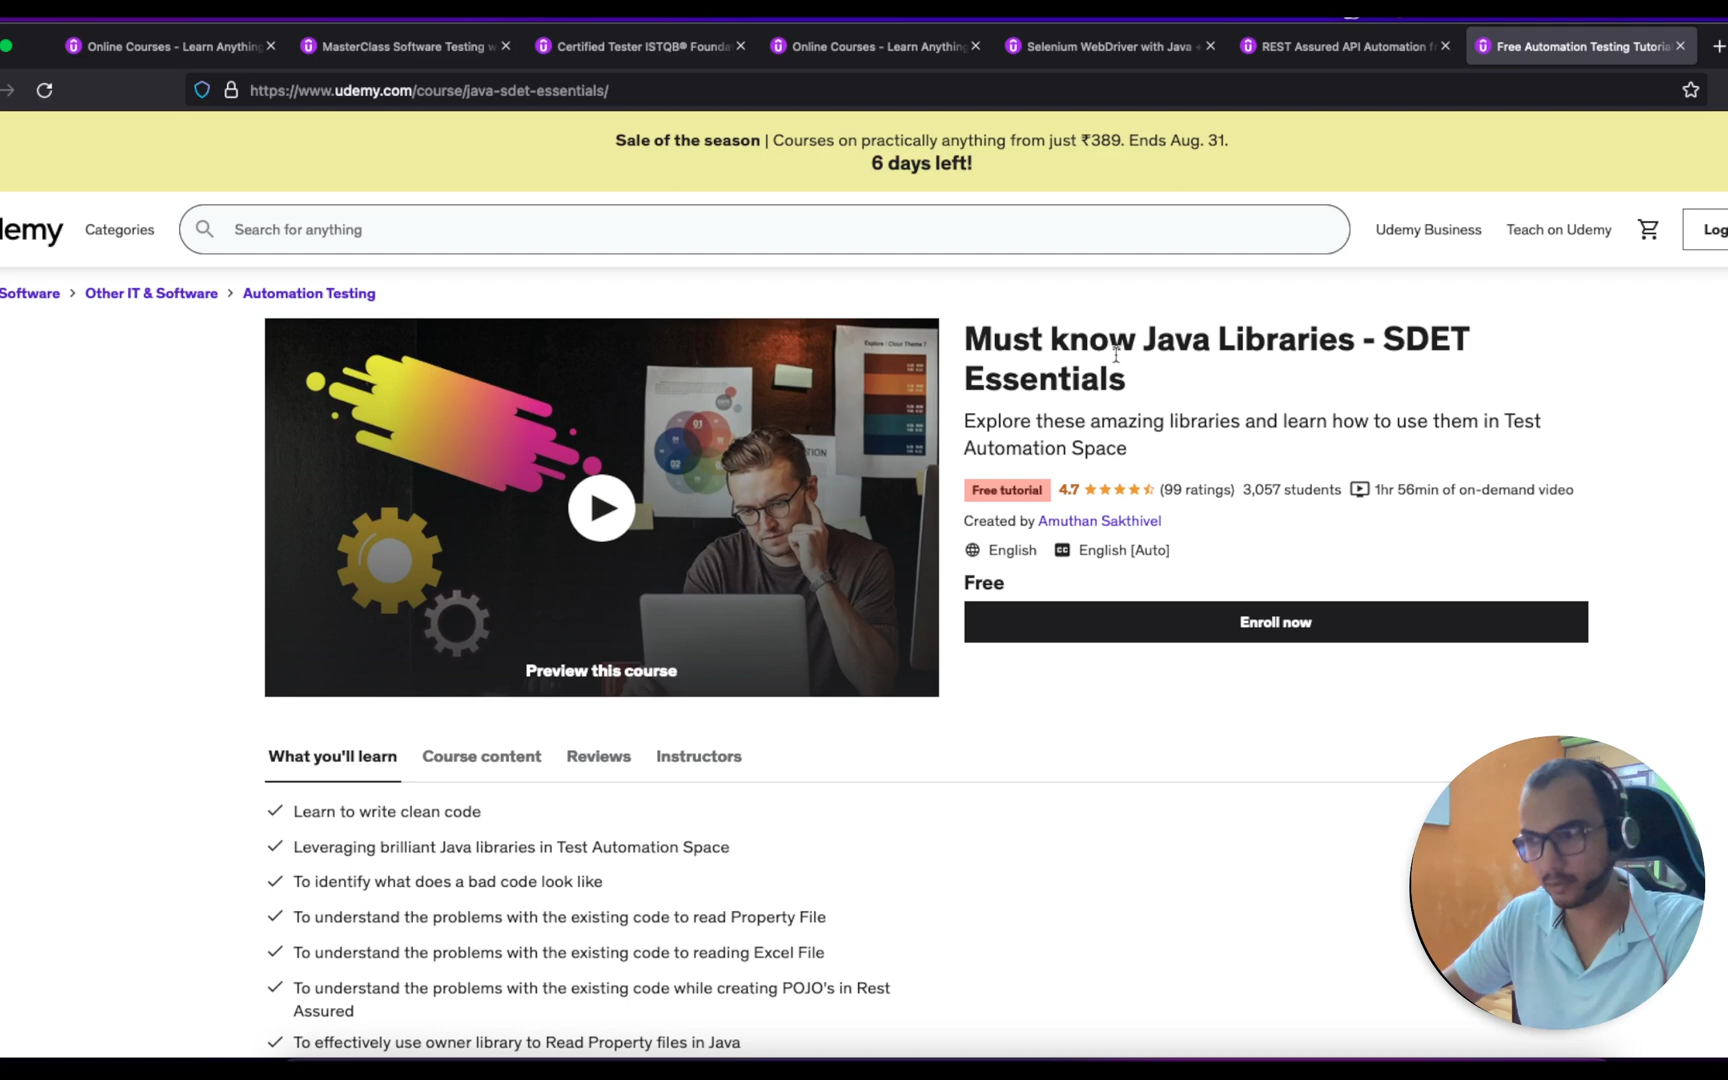 Online Courses - Learn Anything
MasterClass Software Testing w
Certified Tester ISTQB® Founda
Online Courses - Learn Anything
Selenium WebDriver with Java +
REST Assured API Automation f
Free Automation Testing Tutoria
https://www.udemy.com/course/java-sdet-essentials/
Sale of the season | Courses on practically anything from just ₹389. Ends Aug. 31.
6 days left!
demy Categories Search for anything Udemy Business Teach on Udemy Log
Software > Other IT & Software > Automation Testing
Must know Java Libraries - SDET
Essentials
Explore these amazing libraries and learn how to use them in Test
Automation Space
Free tutorial 4.7 (99 ratings) 3,057 students 1hr 56min of on-demand video
Created by Amuthan Sakthivel
English CC English [Auto]
Free
Enroll now
01
02
Preview this course
What you'll learn Course content Reviews Instructors
Learn to write clean code
Leveraging brilliant Java libraries in Test Automation Space
To identify what does a bad code look like
To understand the problems with the existing code to read Property File
To understand the problems with the existing code to reading Excel File
To understand the problems with the existing code while creating POJO's in Rest
Assured
To effectively use owner library to Read Property files in Java